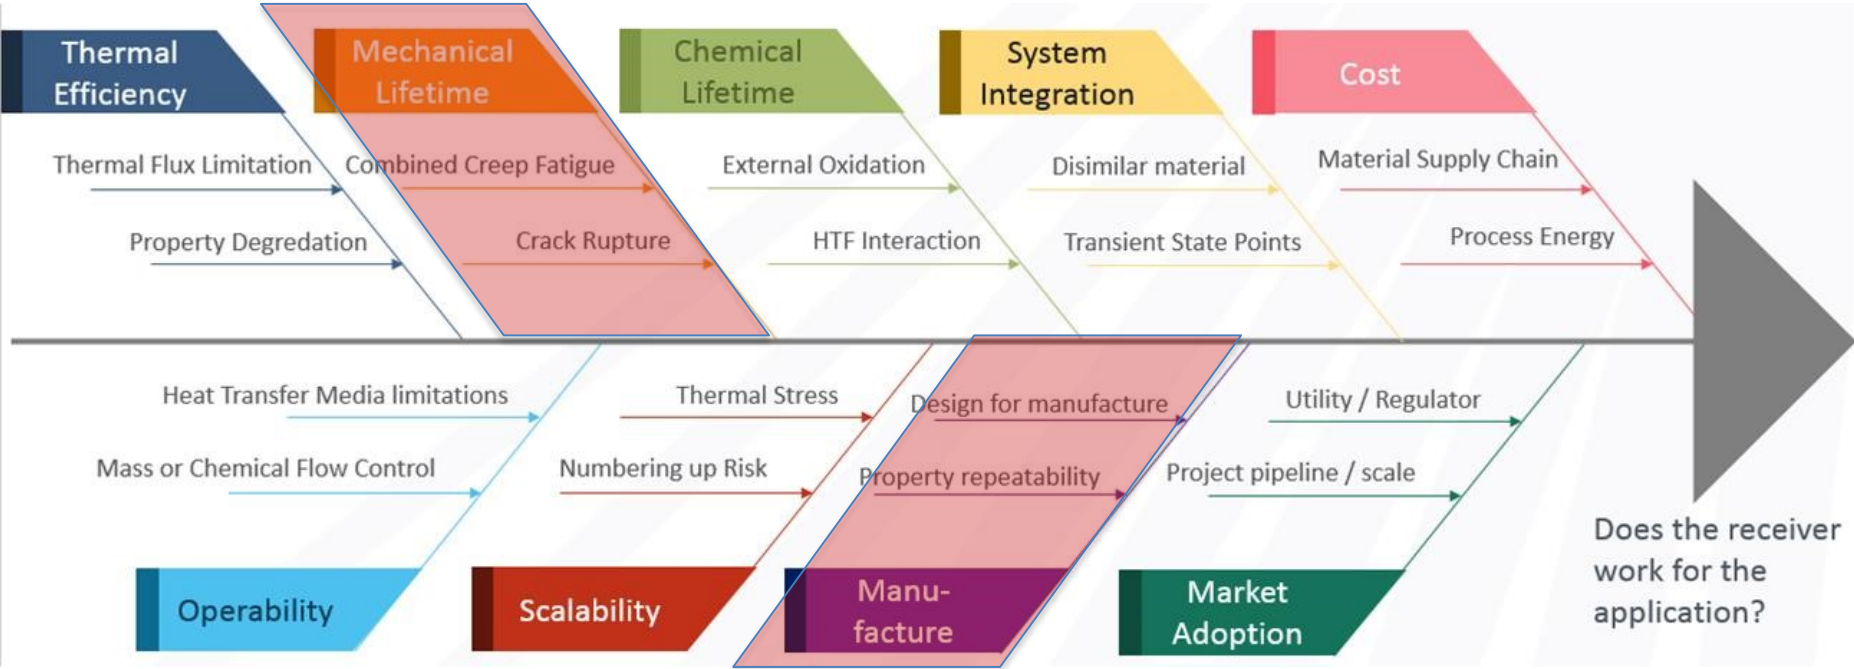 Thermal
Efficiency
Mechanical
Lifetime
Chemical
Lifetime
System
Integration
Cost
Thermal Flux Limitation
Combined Creep Fatigue
External Oxidation
Disimilar material
Material Supply Chain
Property Degredation
Crack Rupture
HTF Interaction
Transient State Points
Process Energy
Heat Transfer Media limitations
Thermal Stress
Design for manufacture
Utility / Regulator
Mass or Chemical Flow Control
Numbering up Risk
Property repeatability
Project pipeline / scale
Operability
Scalability
Manu-
facture
Market
Adoption
Does the receiver
work for the
application?